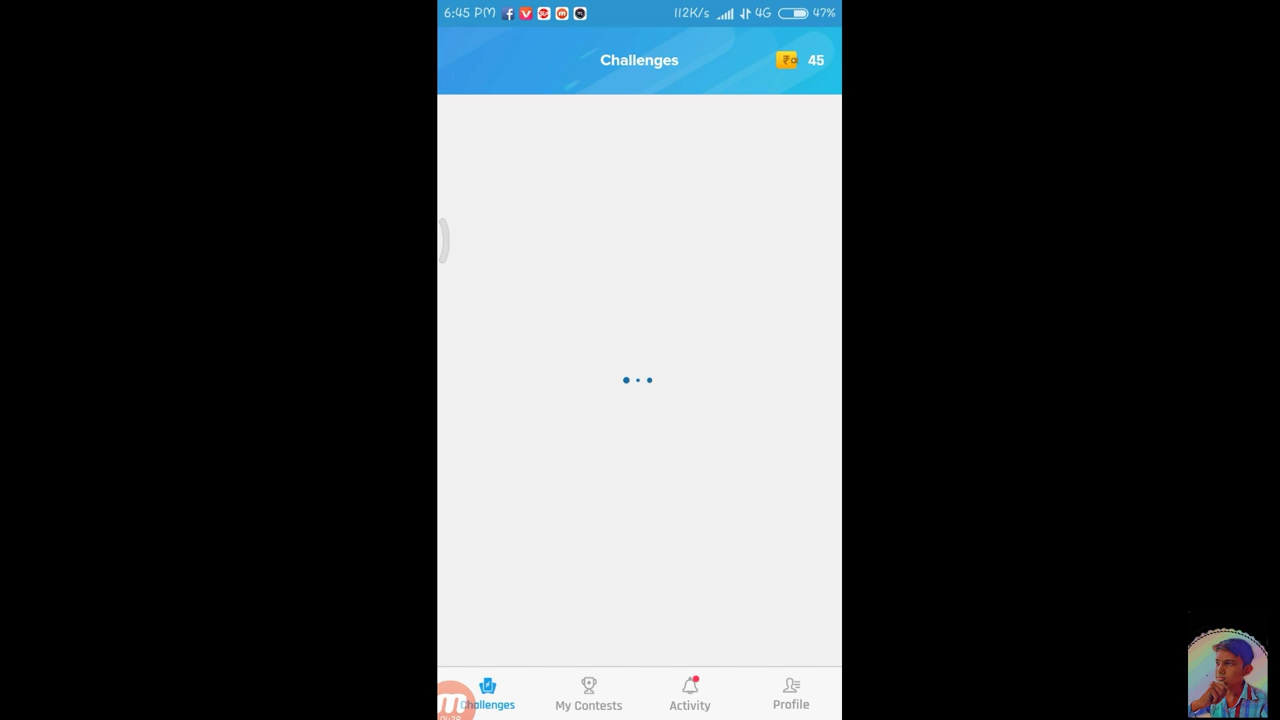 6:45 PM 112K/s 4G 47%
Challenges 45
Challenges My Contests Activity Profile